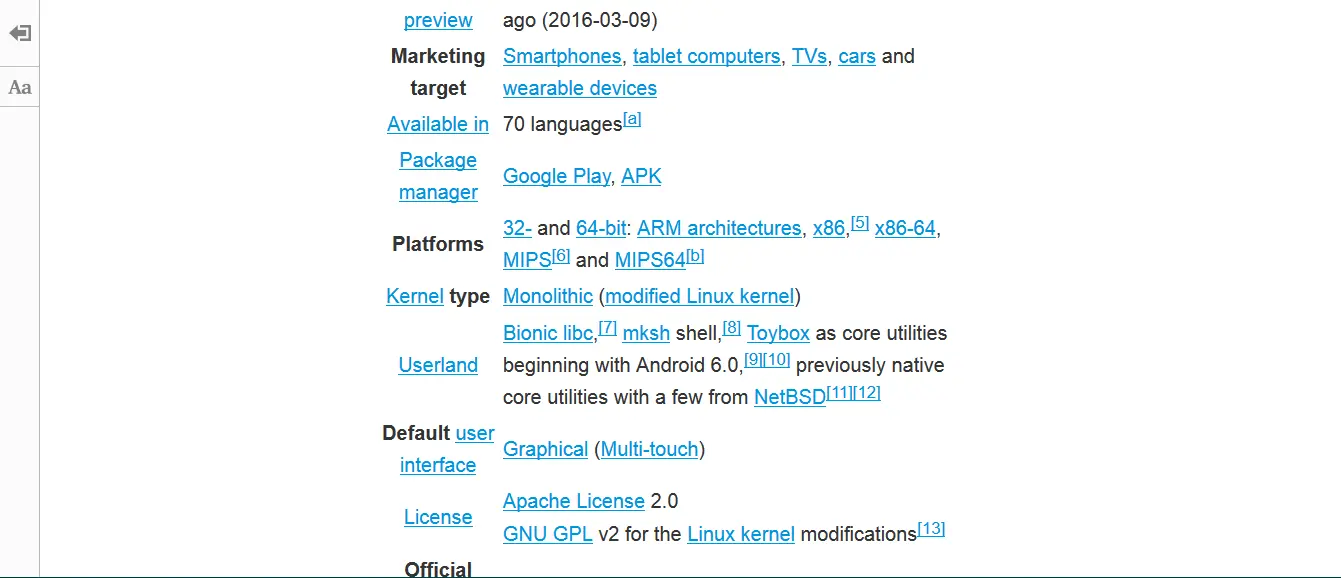 preview ago (2016-03-09)
Marketing target Smartphones, tablet computers, TVs, cars and
wearable devices
Available in 70 languages[a]
Package manager Google Play, APK
Platforms 32- and 64-bit: ARM architectures, x86,[5] x86-64,
MIPS[6] and MIPS64[b]
Kernel type Monolithic (modified Linux kernel)
Userland Bionic libc,[7] mksh shell,[8] Toybox as core utilities
beginning with Android 6.0,[9][10] previously native
core utilities with a few from NetBSD[11][12]
Default user interface Graphical (Multi-touch)
License Apache License 2.0
GNU GPL v2 for the Linux kernel modifications[13]
Official
Aa